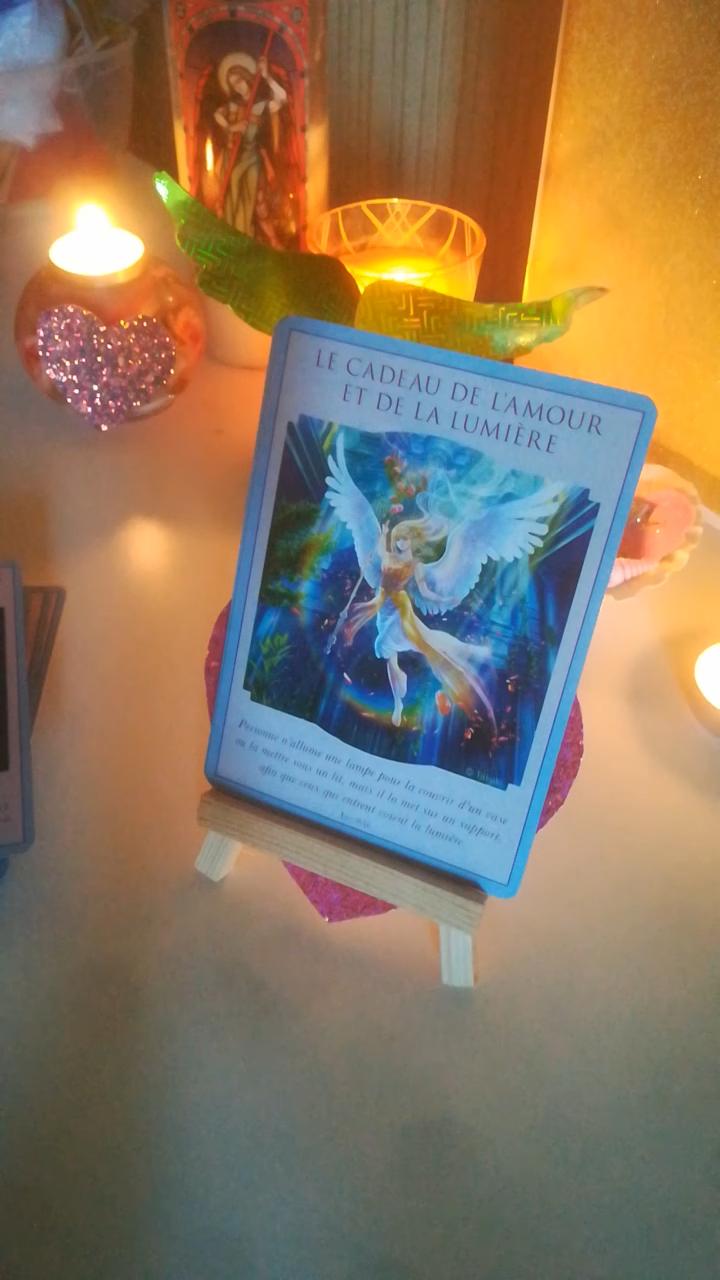 LE CADEAU DE L'AMOUR
ET DE LA LUMIÈRE
Personne n'allume une lampe pour la couvrir d'un vase
ou la mettre sous un lit, mais il la met sur un support,
afin que ceux qui entrent voient la lumière.